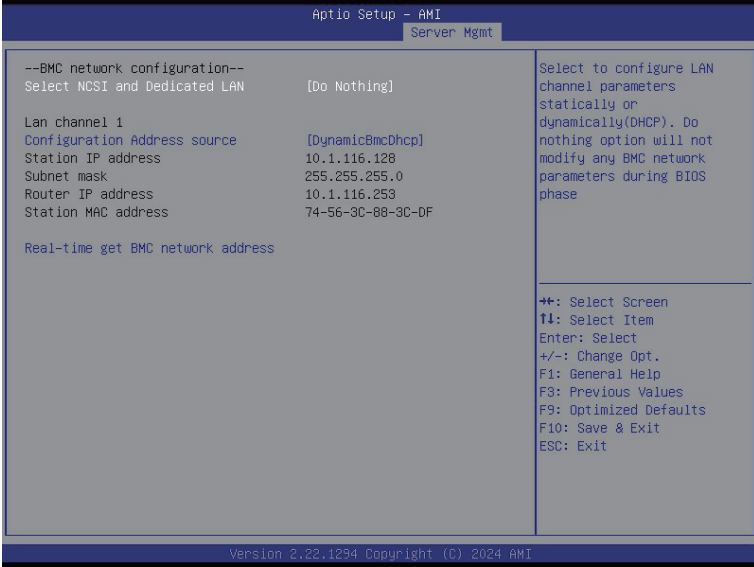 Aptio Setup – AMI
Server Mgmt
--BMC network configuration--
Select NCSI and Dedicated LAN [Do Nothing]
Lan channel 1
Configuration Address source [DynamicBmcDhcp]
Station IP address 10.1.116.128
Subnet mask 255.255.255.0
Router IP address 10.1.116.253
Station MAC address 74-56-3C-88-3C-DF
Real-time get BMC network address
Select to configure LAN
channel parameters
statically or
dynamically(DHCP). Do
nothing option will not
modify any BMC network
parameters during BIOS
phase
→←: Select Screen
↑↓: Select Item
Enter: Select
+/-: Change Opt.
F1: General Help
F3: Previous Values
F9: Optimized Defaults
F10: Save & Exit
ESC: Exit
Version 2.22.1294 Copyright (C) 2024 AMI